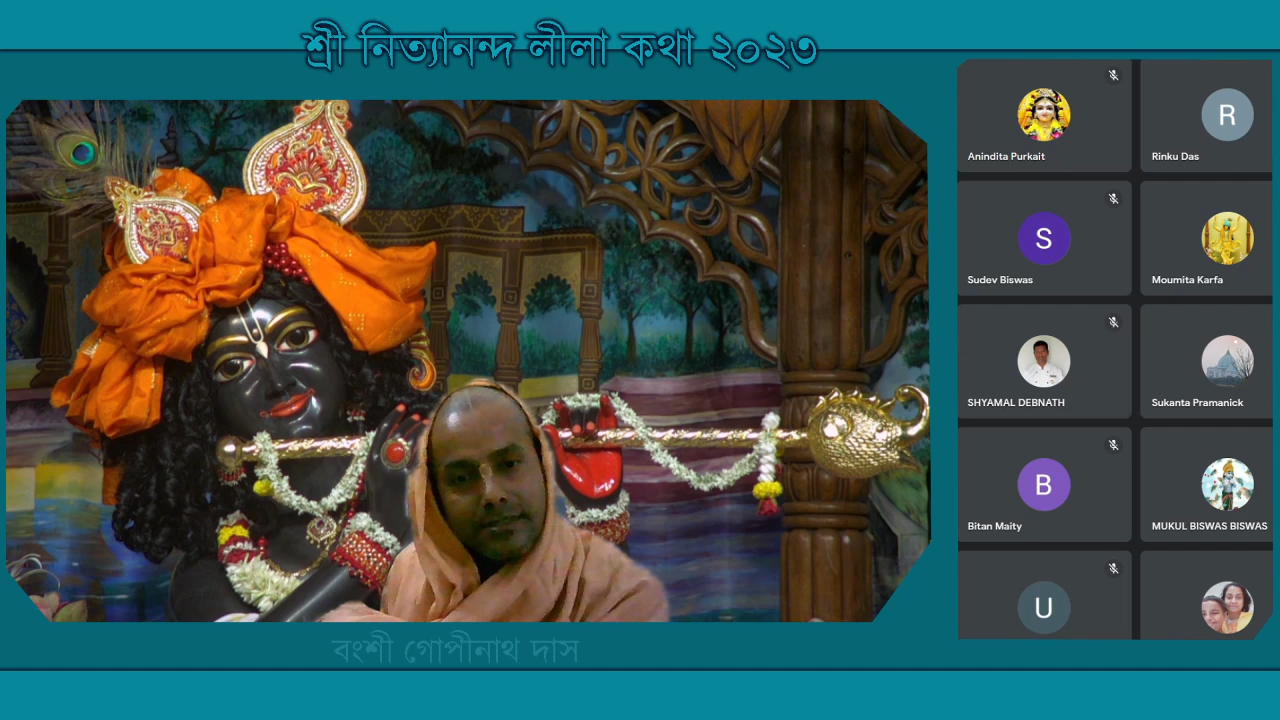 শ্রী নিত্যানন্দ লীলা কথা ২০২৩
Anindita Purkait
R
Rinku Das
S
Sudev Biswas
Moumita Karfa
SHYAMAL DEBNATH
Sukanta Pramanick
B
Bitan Maity
MUKUL BISWAS BISWAS
U
বংশী গোপীনাথ দাস